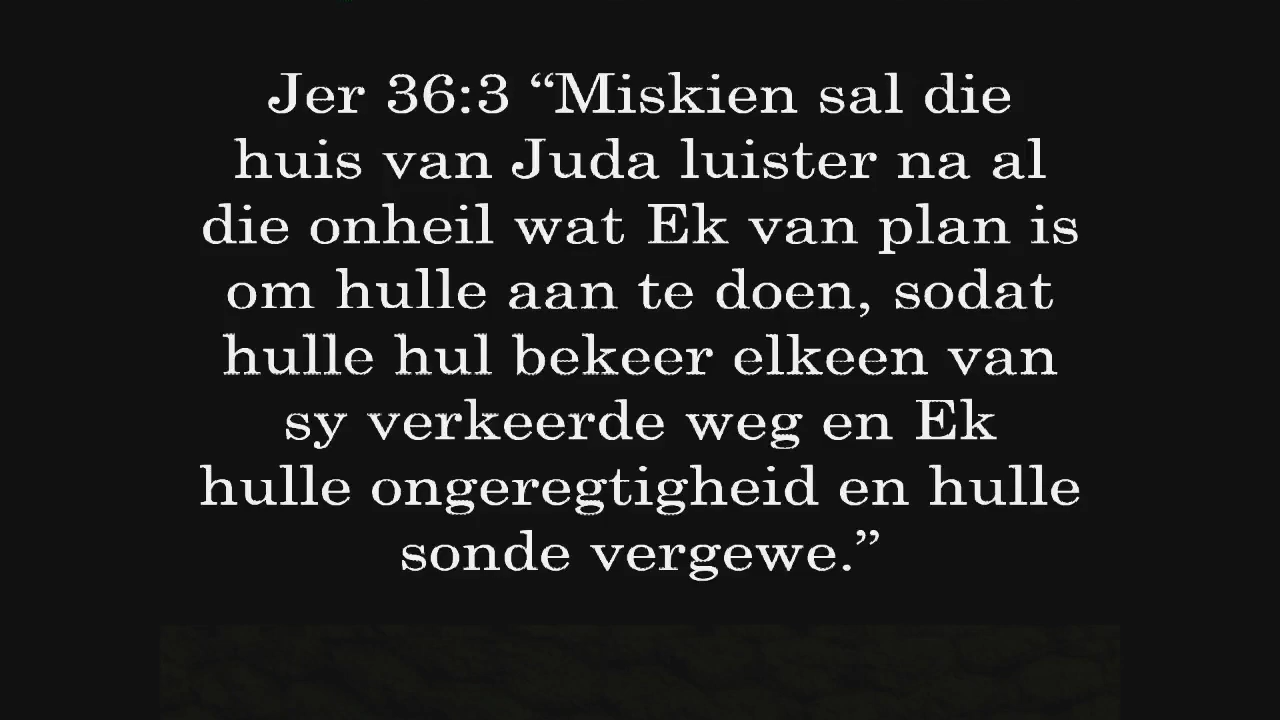 Jer 36:3 “Miskien sal die
huis van Juda luister na al
die onheil wat Ek van plan is
om hulle aan te doen, sodat
hulle hul bekeer elkeen van
sy verkeerde weg en Ek
hulle ongeregtigheid en hulle
sonde vergewe.”